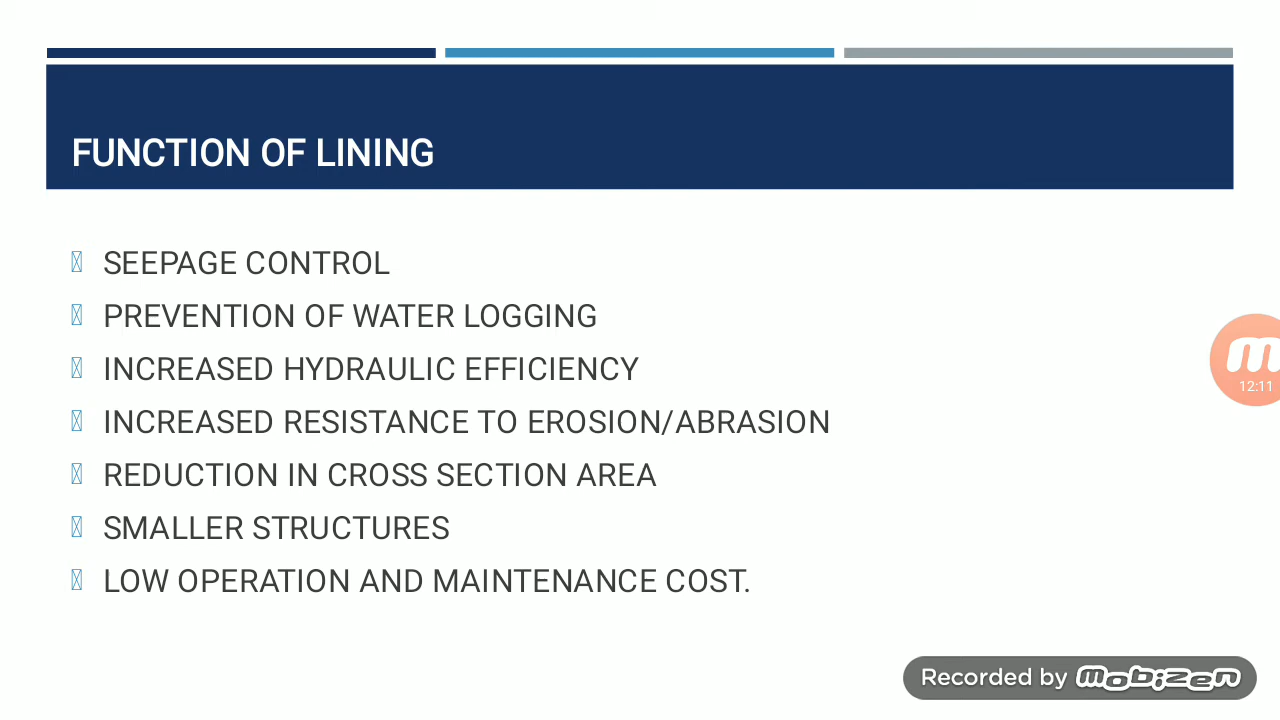 FUNCTION OF LINING
SEEPAGE CONTROL
PREVENTION OF WATER LOGGING
INCREASED HYDRAULIC EFFICIENCY
INCREASED RESISTANCE TO EROSION/ABRASION
REDUCTION IN CROSS SECTION AREA
SMALLER STRUCTURES
LOW OPERATION AND MAINTENANCE COST.
m
12:11
Recorded by mobizen